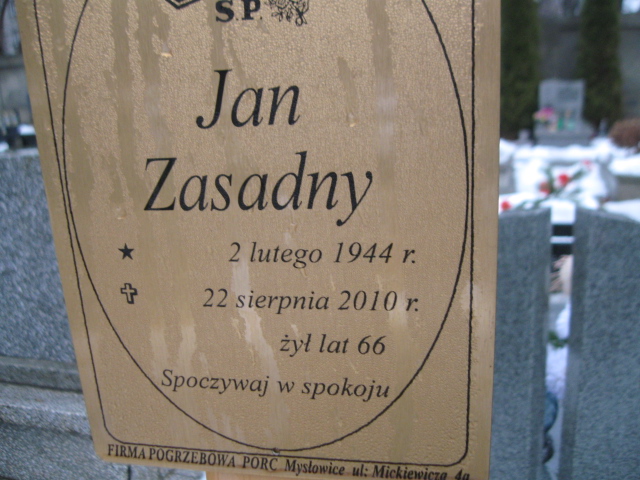 Ś.P.
Jan
Zasadny
★ 2 lutego 1944 r.
✝ 22 sierpnia 2010 r.
żył lat 66
Spoczywaj w spokoju
FIRMA POGRZEBOWA PORC Mysłowice ul: Mickiewicza 4a